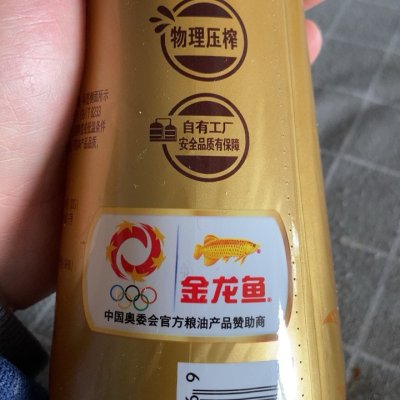 物理压榨
自有工厂
安全品质有保障
金龙鱼
中国奥委会官方粮油产品赞助商